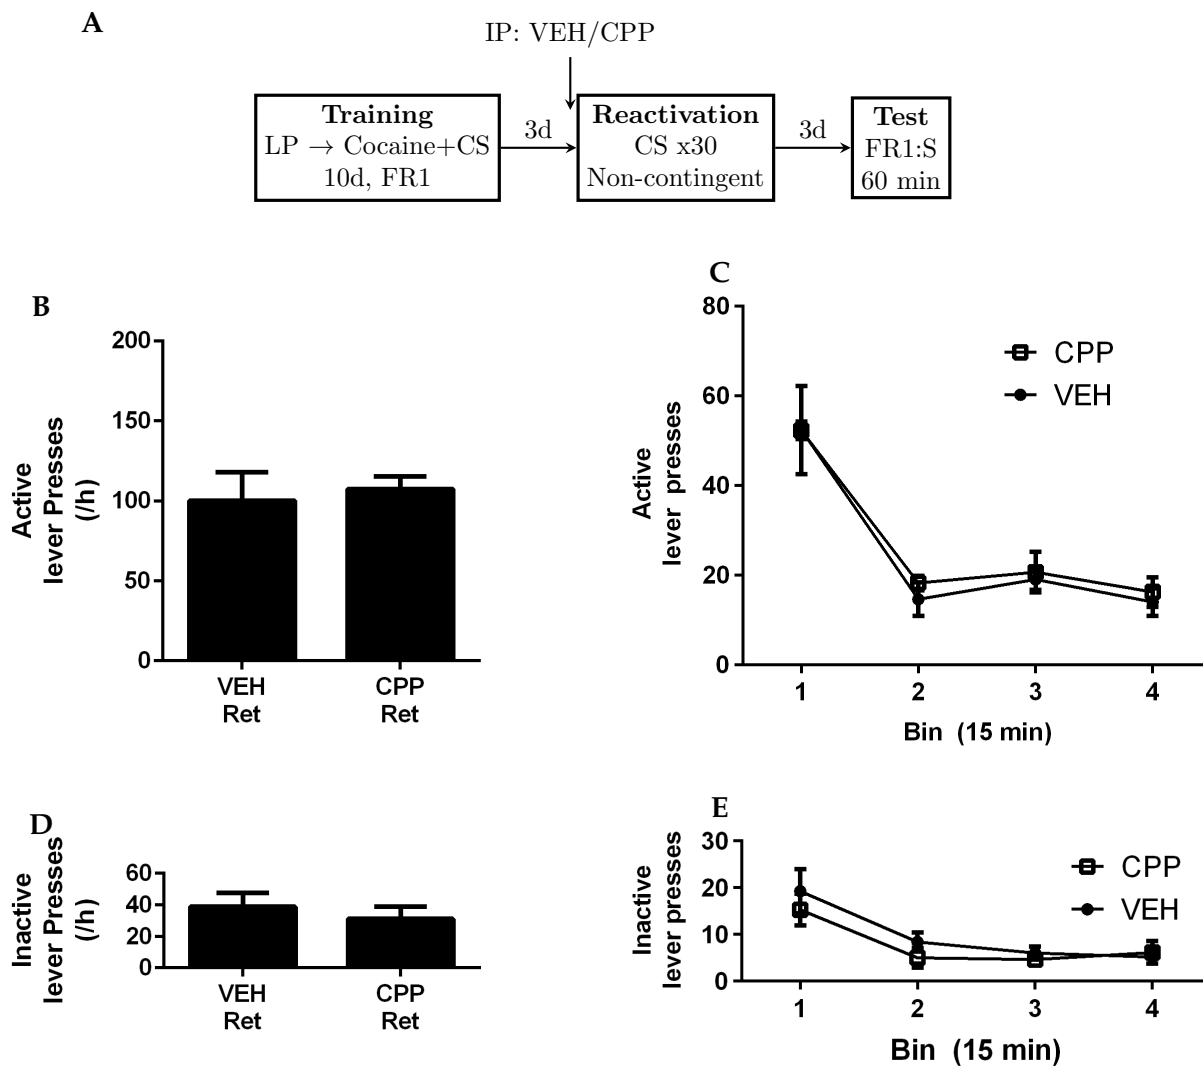 A
IP: VEH/CPP
Training
LP → Cocaine+CS
10d, FR1
3d
Reactivation
CS x30
Non-contingent
3d
Test
FR1:S
60 min
B
Active
lever Presses
(/h)
200
150
100
50
0
VEH
Ret
CPP
Ret
C
Active
lever presses
80
60
40
20
0
CPP
VEH
1 2 3 4
Bin (15 min)
D
Inactive
lever Presses
(/h)
60
40
20
0
VEH
Ret
CPP
Ret
E
Inactive
lever presses
30
20
10
0
CPP
VEH
1 2 3 4
Bin (15 min)